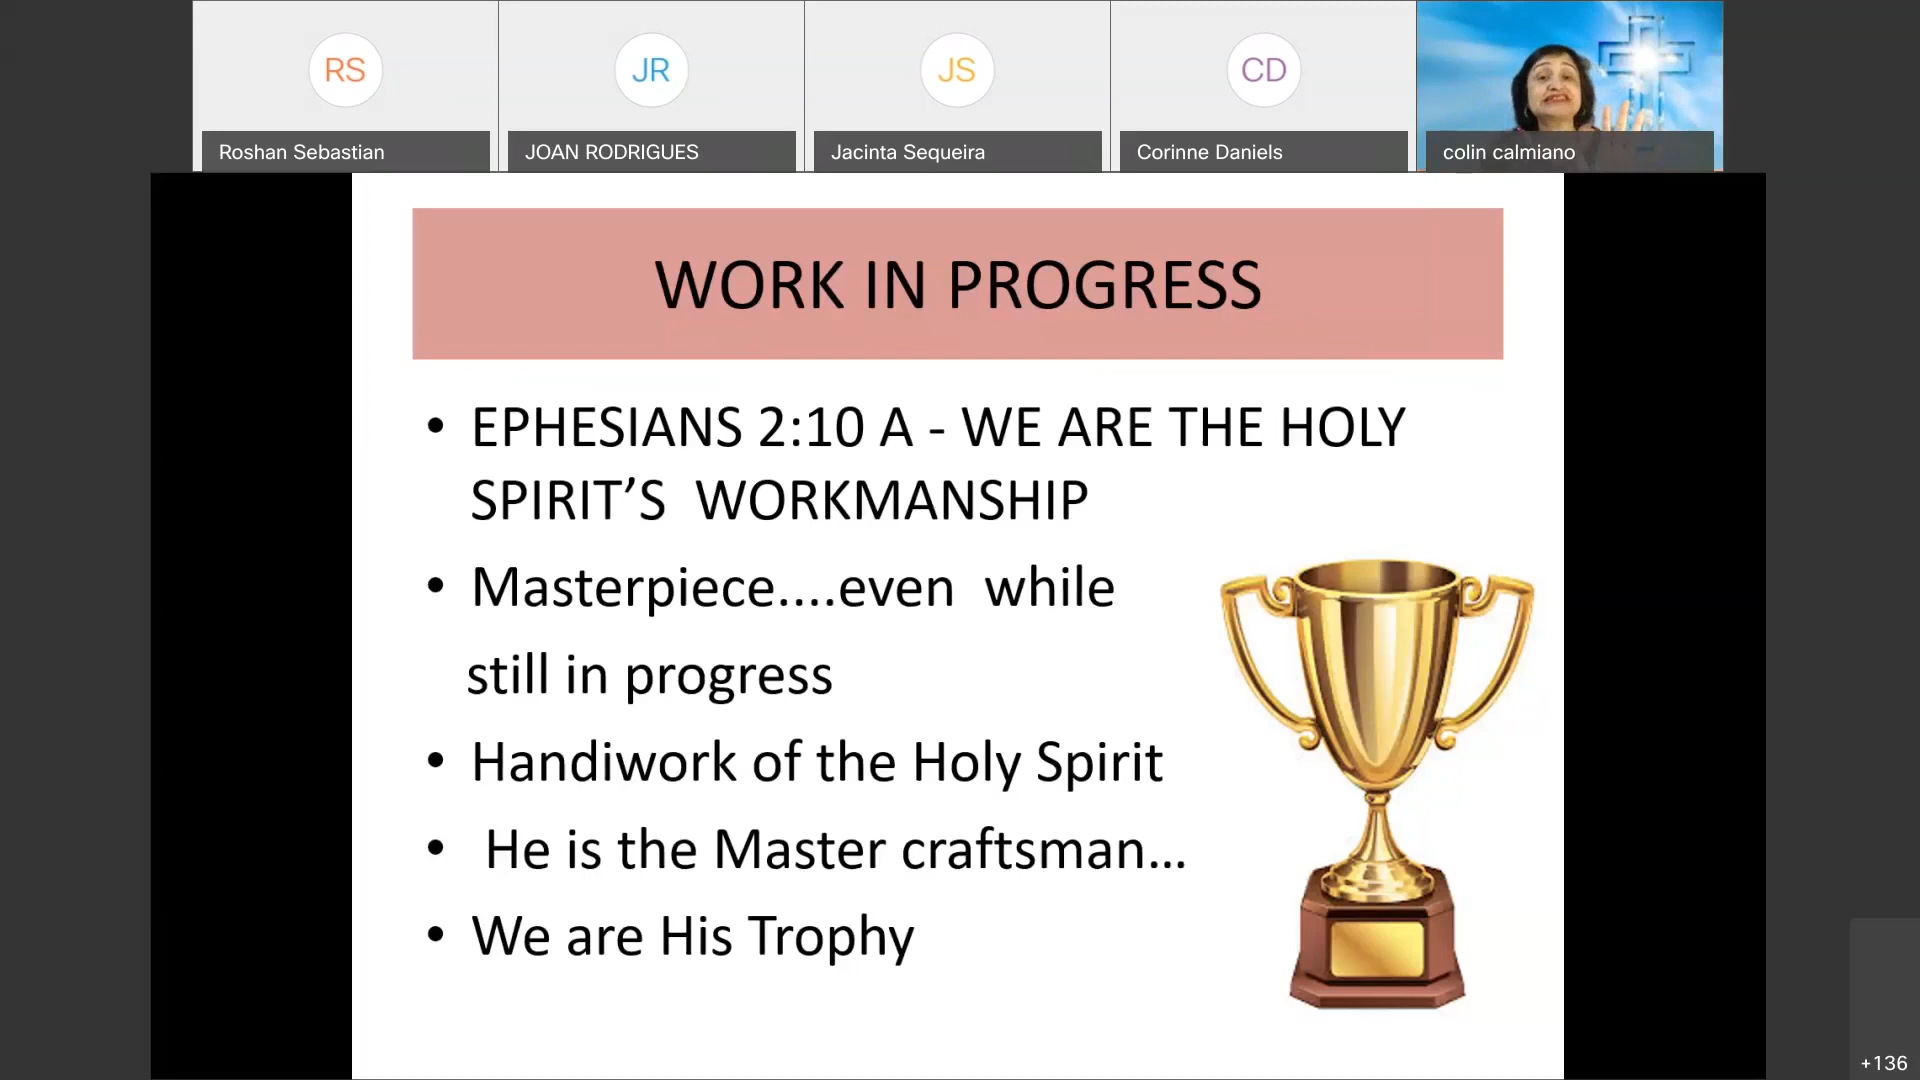 RS
JR
JS
CD
Roshan Sebastian
JOAN RODRIGUES
Jacinta Sequeira
Corinne Daniels
colin calmiano
WORK IN PROGRESS
• EPHESIANS 2:10 A - WE ARE THE HOLY
SPIRIT’S  WORKMANSHIP
• Masterpiece....even  while
still in progress
• Handiwork of the Holy Spirit
• He is the Master craftsman...
• We are His Trophy
+136